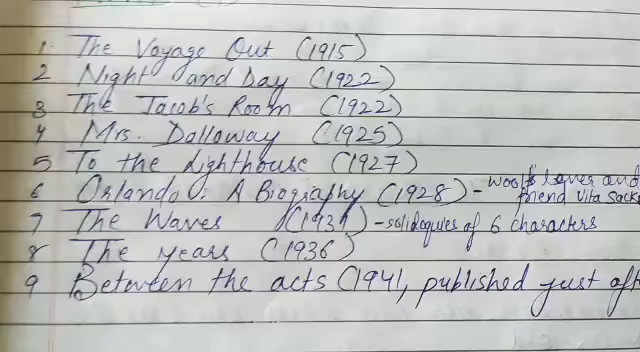 1. The Voyage Out (1915)
2 Night and Day (1922)
3 The Jacob's Room (1922)
4 Mrs. Dalloway (1925)
5 To the Lighthouse (1927)
6 Orlando: A Biography (1928) - woolf's lover and
friend Vita Sack
7 The Waves (1931) - solidoquies of 6 characters
8 The years (1936)
9 Between the acts (1941, published just aft